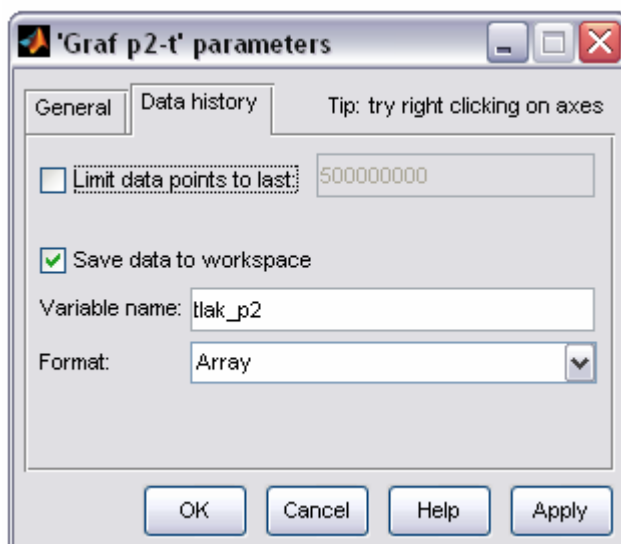 'Graf p2-t' parameters
General Data history Tip: try right clicking on axes
Limit data points to last: 500000000
Save data to workspace
Variable name: tlak_p2
Format: Array
OK Cancel Help Apply